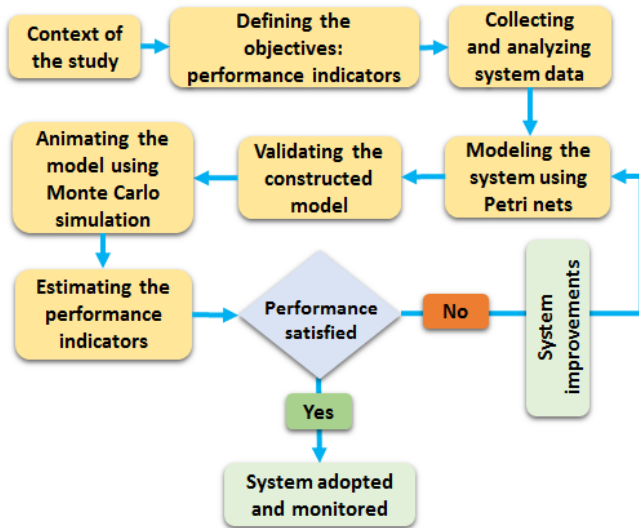 Context of
the study
Defining the
objectives:
performance indicators
Collecting
and analyzing
system data
Modeling the
system using
Petri nets
Validating the
constructed
model
Animating the
model using
Monte Carlo
simulation
Estimating the
performance
indicators
Performance
satisfied
No
System
improvements
Yes
System adopted
and monitored